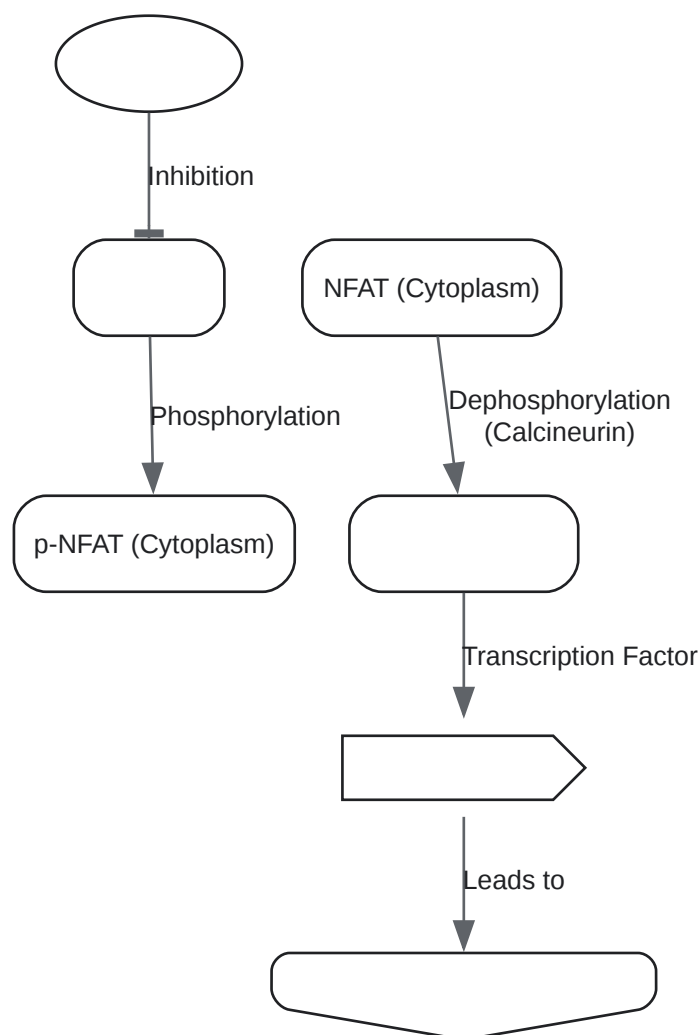 Inhibition
NFAT (Cytoplasm)
Phosphorylation
Dephosphorylation
(Calcineurin)
p-NFAT (Cytoplasm)
Transcription Factor
Leads to